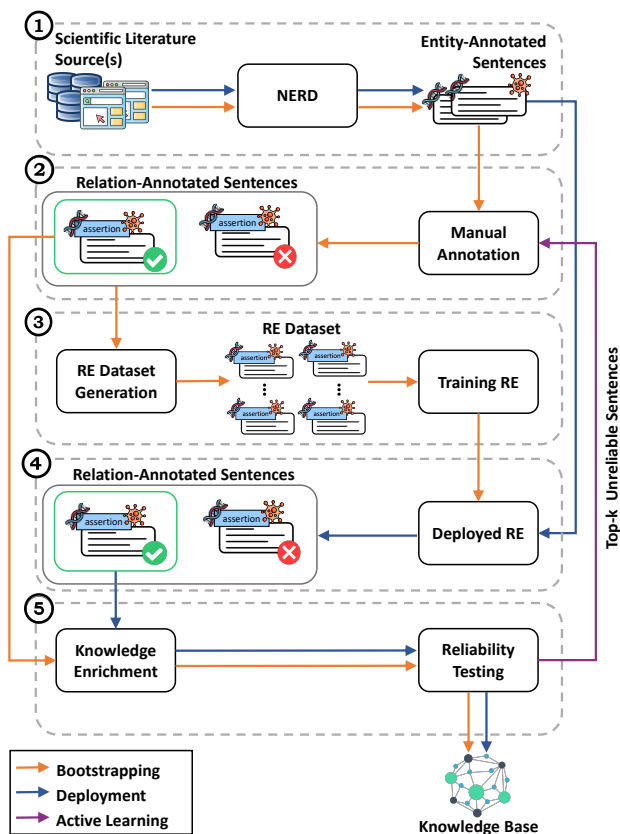 1
Scientific Literature
Source(s)
NERD
Entity-Annotated
Sentences
2
Relation-Annotated Sentences
assertion
assertion
Manual
Annotation
3
RE Dataset
RE Dataset
Generation
assertion
assertion
assertion
assertion
Training RE
4
Relation-Annotated Sentences
assertion
assertion
Deployed RE
Top-k Unreliable Sentences
5
Knowledge
Enrichment
Reliability
Testing
Bootstrapping
Deployment
Active Learning
Knowledge Base